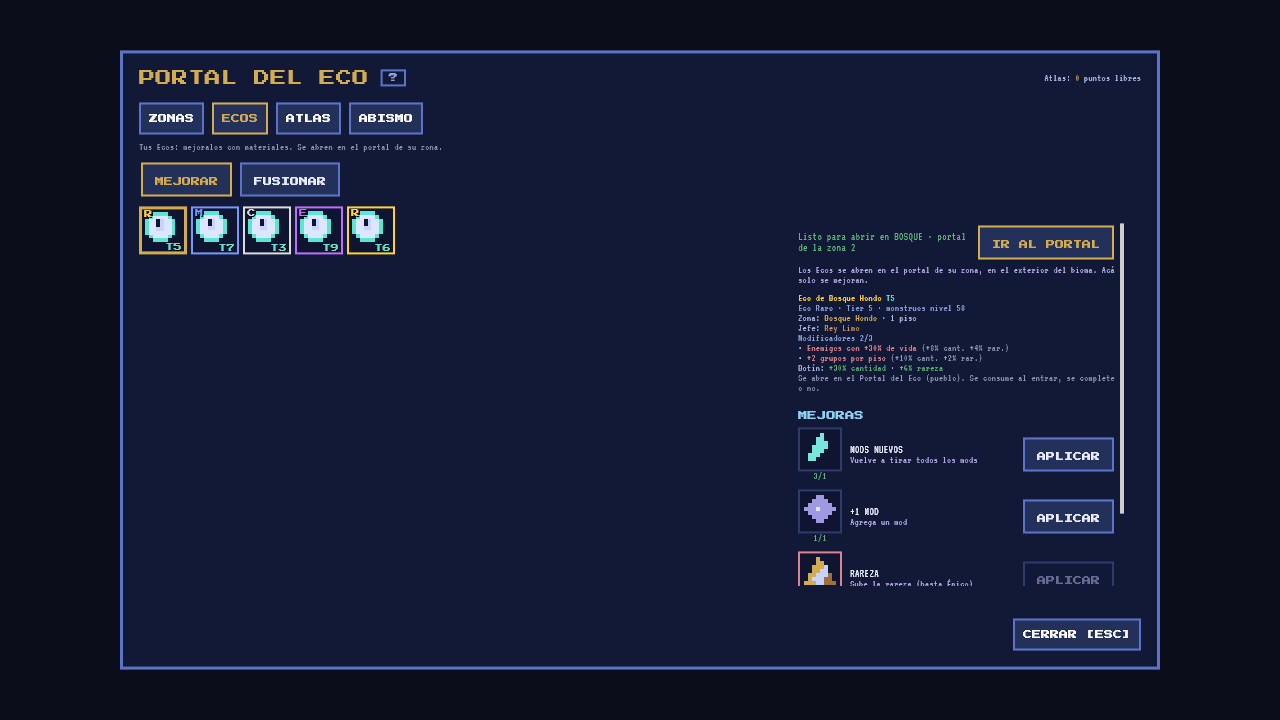 PORTAL DEL ECO ?
Atlas: 0 puntos libres
ZONAS ECOS ATLAS ABISMO
Tus Ecos: mejoralos con materiales. Se abren en el portal de su zona.
MEJORAR FUSIONAR
R M C E R
T5 T7 T3 T9 T6
Listo para abrir en BOSQUE · portal
de la zona 2
IR AL PORTAL
Los Ecos se abren en el portal de su zona, en el exterior del bioma. Acá
solo se mejoran.
Eco de Bosque Hondo T5
Eco Raro · Tier 5 · monstruos nivel 58
Zona: Bosque Hondo · 1 piso
Jefe: Rey Limo
Modificadores 2/3
• Enemigos con +30% de vida (+8% cant. +4% rar.)
• +2 grupos por piso (+10% cant. +2% rar.)
Botín: +30% cantidad · +6% rareza
Se abre en el Portal del Eco (pueblo). Se consume al entrar, se complete
o no.
MEJORAS
MODS NUEVOS
Vuelve a tirar todos los mods
APLICAR
3/1
+1 MOD
Agrega un mod
APLICAR
1/1
RAREZA
Sube la rareza (hasta Épico)
APLICAR
CERRAR [ESC]